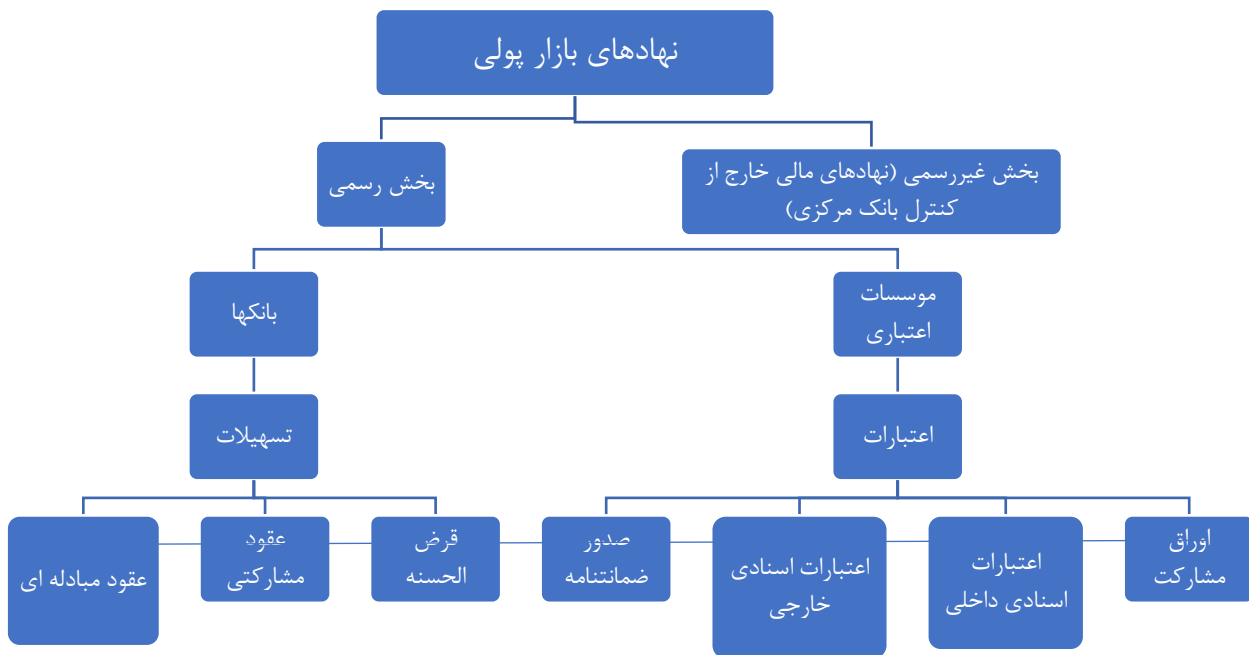 نهادهای بازار پولی
بخش غیررسمی (نهادهای مالی خارج از
کنترل بانک مرکزی)
بخش رسمی
موسسات
اعتباری
بانکها
اعتبارات
تسهیلات
اوراق
مشارکت
اعتبارات
اسنادی داخلی
اعتبارات اسنادی
خارجی
صدور
ضمانتنامه
قرض
الحسنه
عقود
مشارکتی
عقود مبادله ای